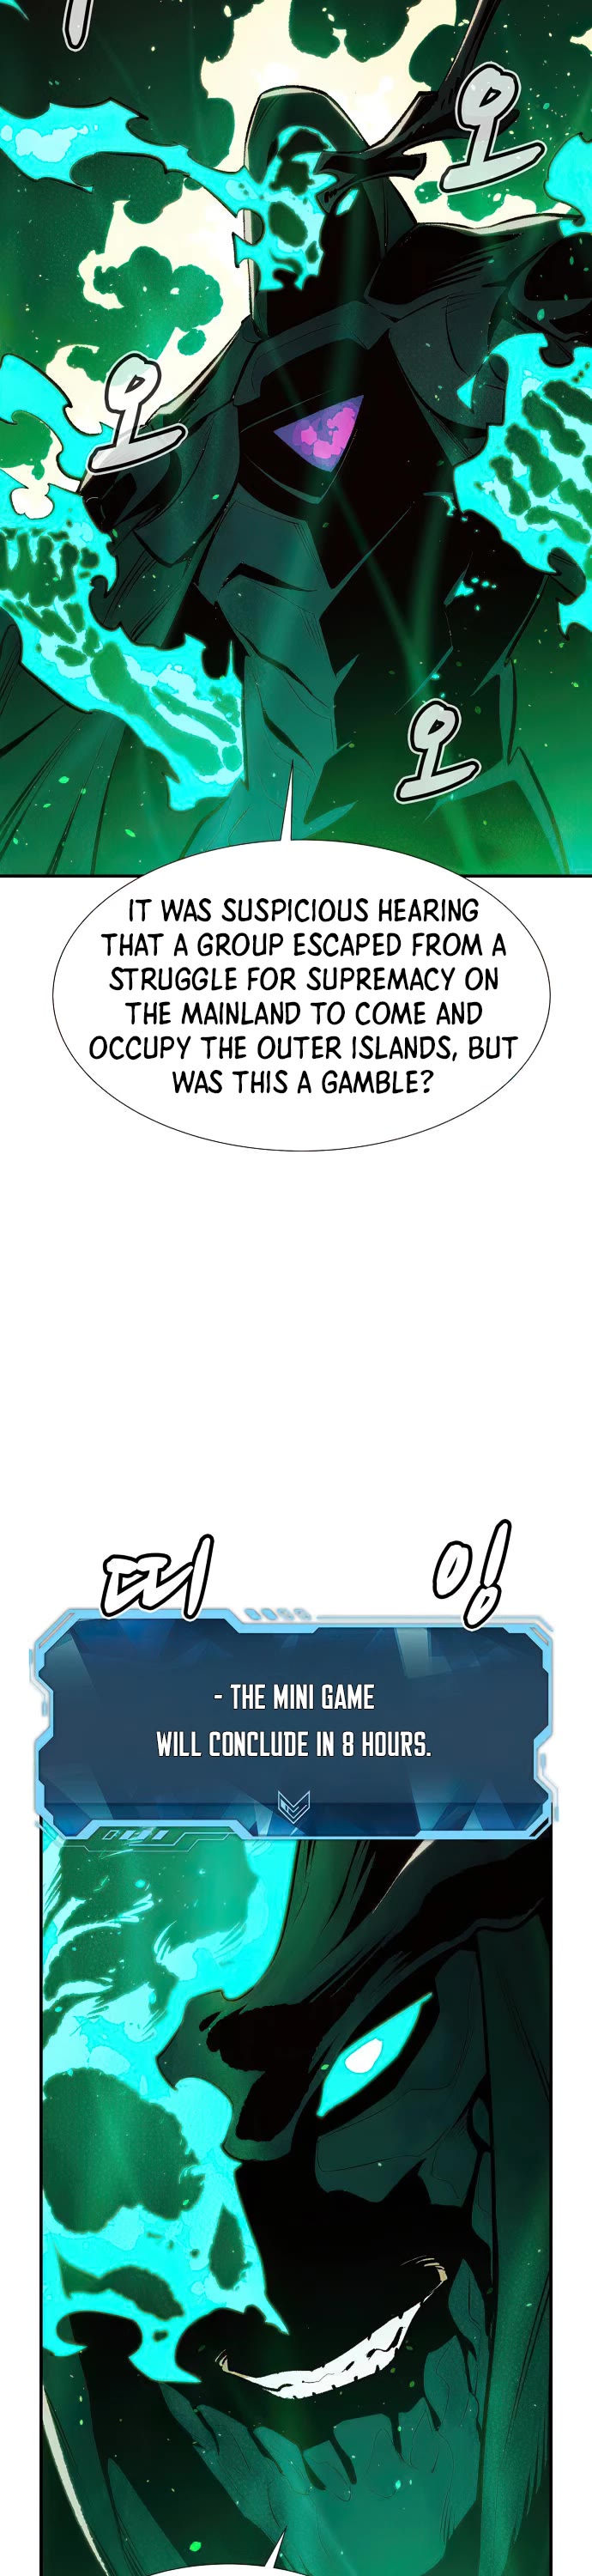 오
오
오
IT WAS SUSPICIOUS HEARING
THAT A GROUP ESCAPED FROM A
STRUGGLE FOR SUPREMACY ON
THE MAINLAND TO COME AND
OCCUPY THE OUTER ISLANDS, BUT
WAS THIS A GAMBLE?
띠 이!
- THE MINI GAME
WILL CONCLUDE IN 8 HOURS.